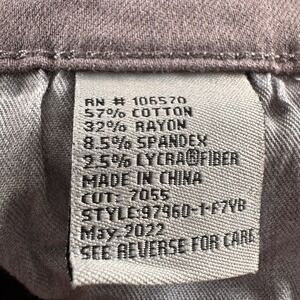 RN # 106570
57% COTTON
32% RAYON
8.5% SPANDEX
2.5% LYCRA®FIBER
MADE IN CHINA
CUT: 7055
STYLE:97960-1-F7YB
May.2022
SEE REVERSE FOR CARE